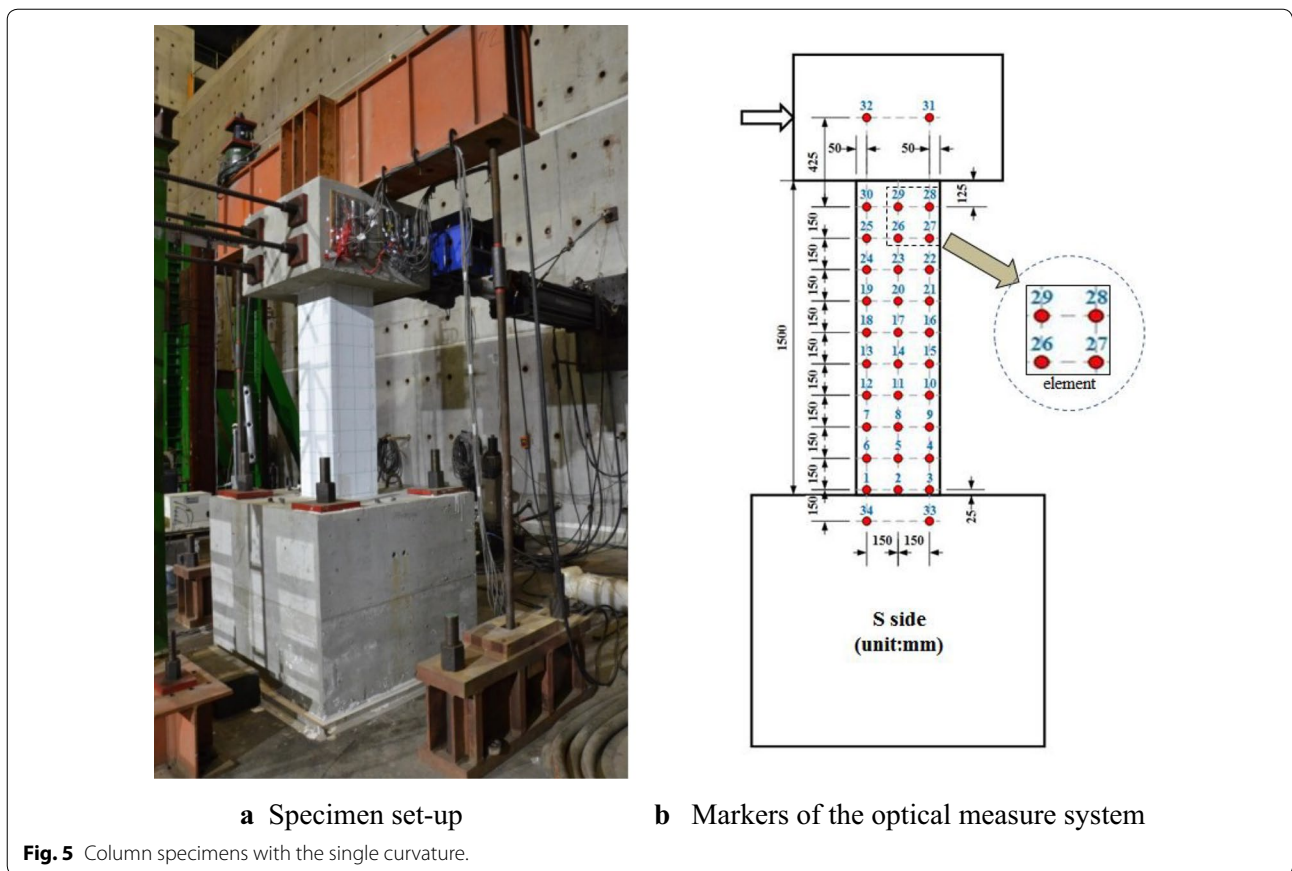 32 31
50 50
425
125
30 29 28
150
25 26 27
150
24 23 22
150
19 20 21
150
18 17 16
1500
150
13 14 15
150
12 11 10
150
7 8 9
150
6 5 4
150
1 2 3
150
25
34 33
150 150
29 28
26 27
element
S side
(unit:mm)
a Specimen set-up
b Markers of the optical measure system
Fig. 5 Column specimens with the single curvature.